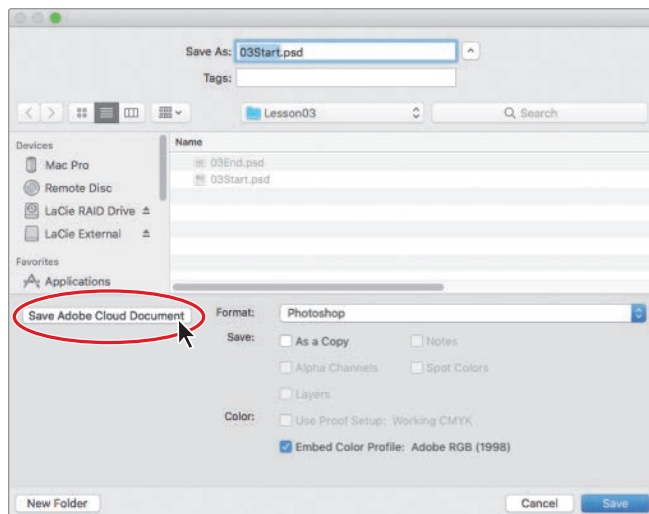 Save As: 03Start.psd
Tags:
Lesson03
Search
Devices
Name
Mac Pro
03End.psd
Remote Disc
03Start.psd
LaCie RAID Drive
LaCie External
Favorites
Applications
Save Adobe Cloud Document
Format: Photoshop
Save: As a Copy Notes
Alpha Channels Spot Colors
Layers
Color: Use Proof Setup: Working CMYK
Embed Color Profile: Adobe RGB (1998)
New Folder Cancel Save